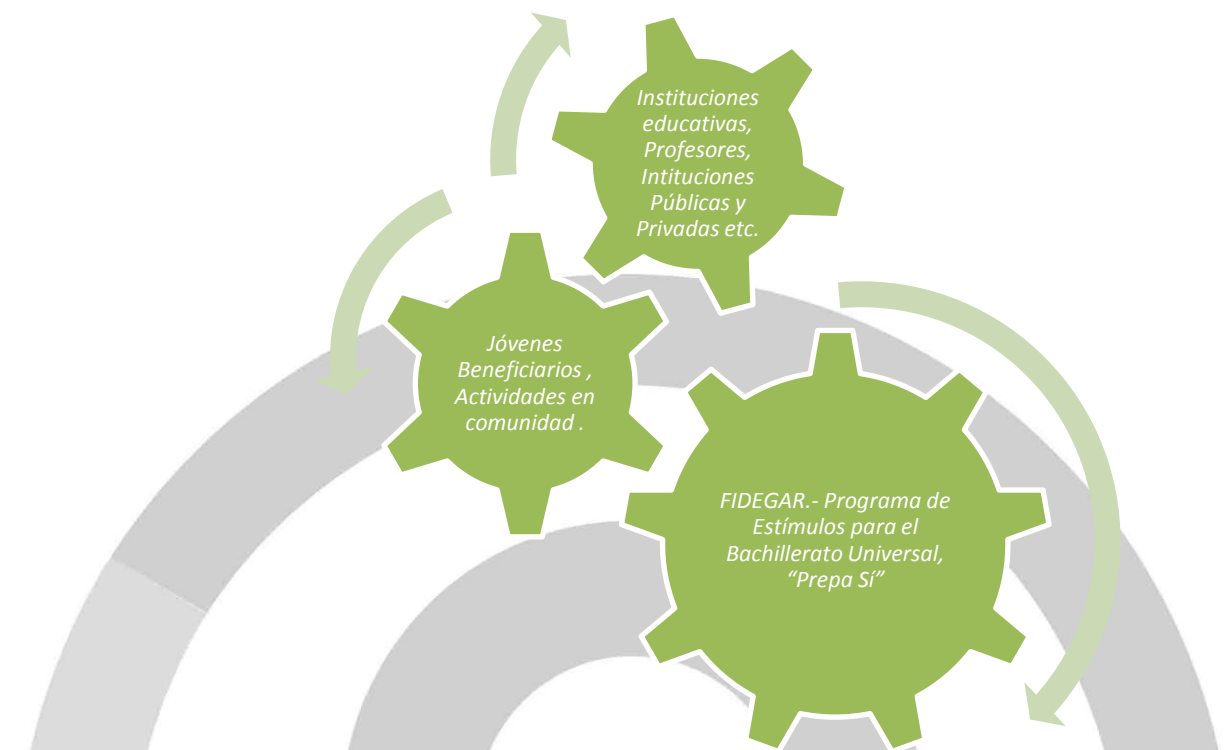 Instituciones
educativas,
Profesores,
Intituciones
Públicas y
Privadas etc.
Jóvenes
Beneficiarios ,
Actividades en
comunidad .
FIDEGAR.- Programa de
Estímulos para el
Bachillerato Universal,
“Prepa Sí”